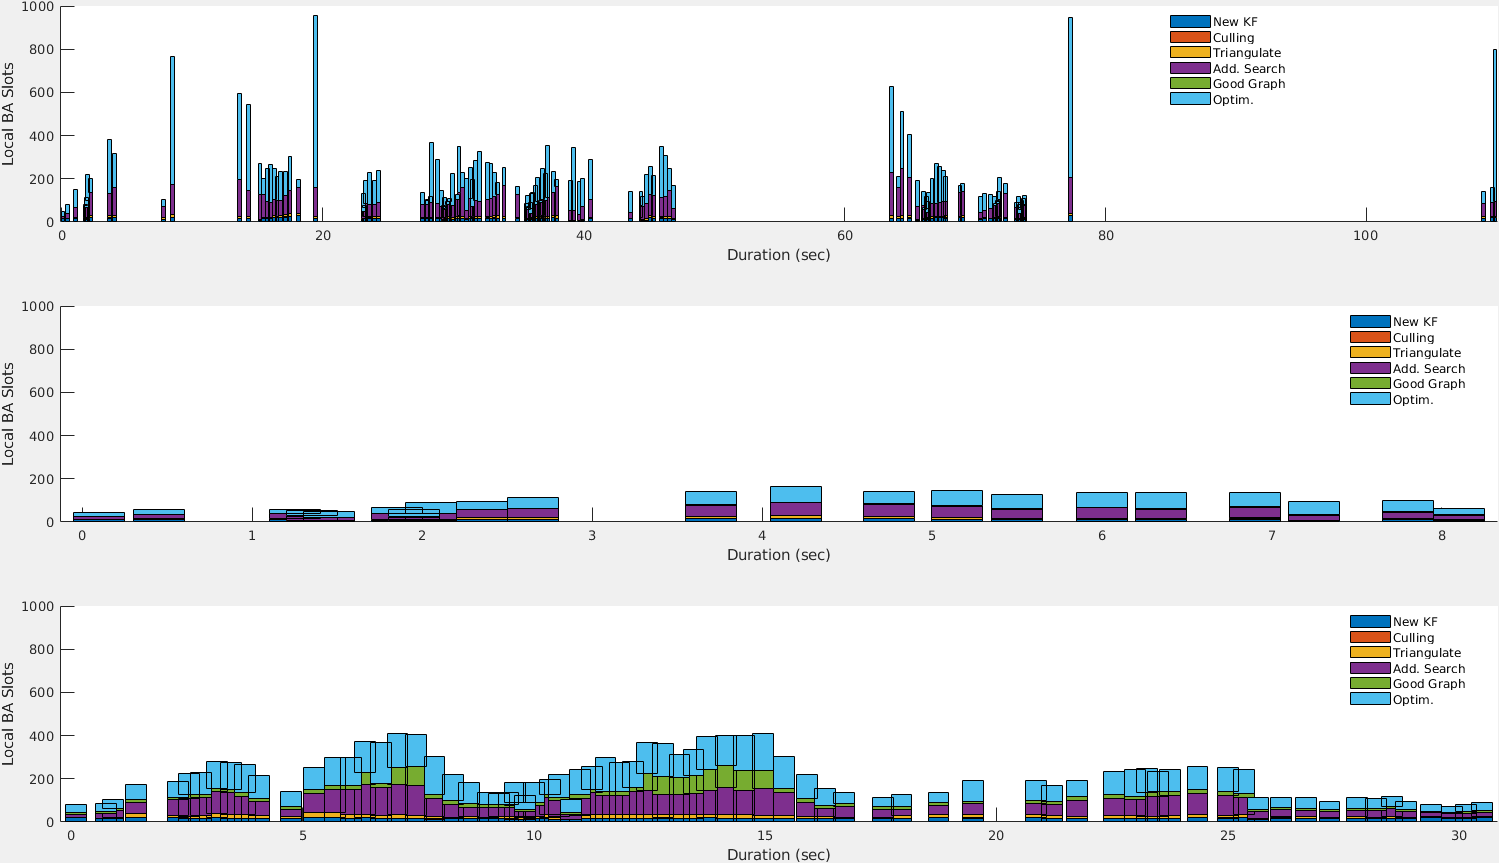 1000
800
600
400
200
0
Local BA Slots
New KF
Culling
Triangulate
Add. Search
Good Graph
Optim.
0 20 40 60 80 100
Duration (sec)
1000
800
600
400
200
0
Local BA Slots
New KF
Culling
Triangulate
Add. Search
Good Graph
Optim.
0 1 2 3 4 5 6 7 8
Duration (sec)
1000
800
600
400
200
0
Local BA Slots
New KF
Culling
Triangulate
Add. Search
Good Graph
Optim.
0 5 10 15 20 25 30
Duration (sec)